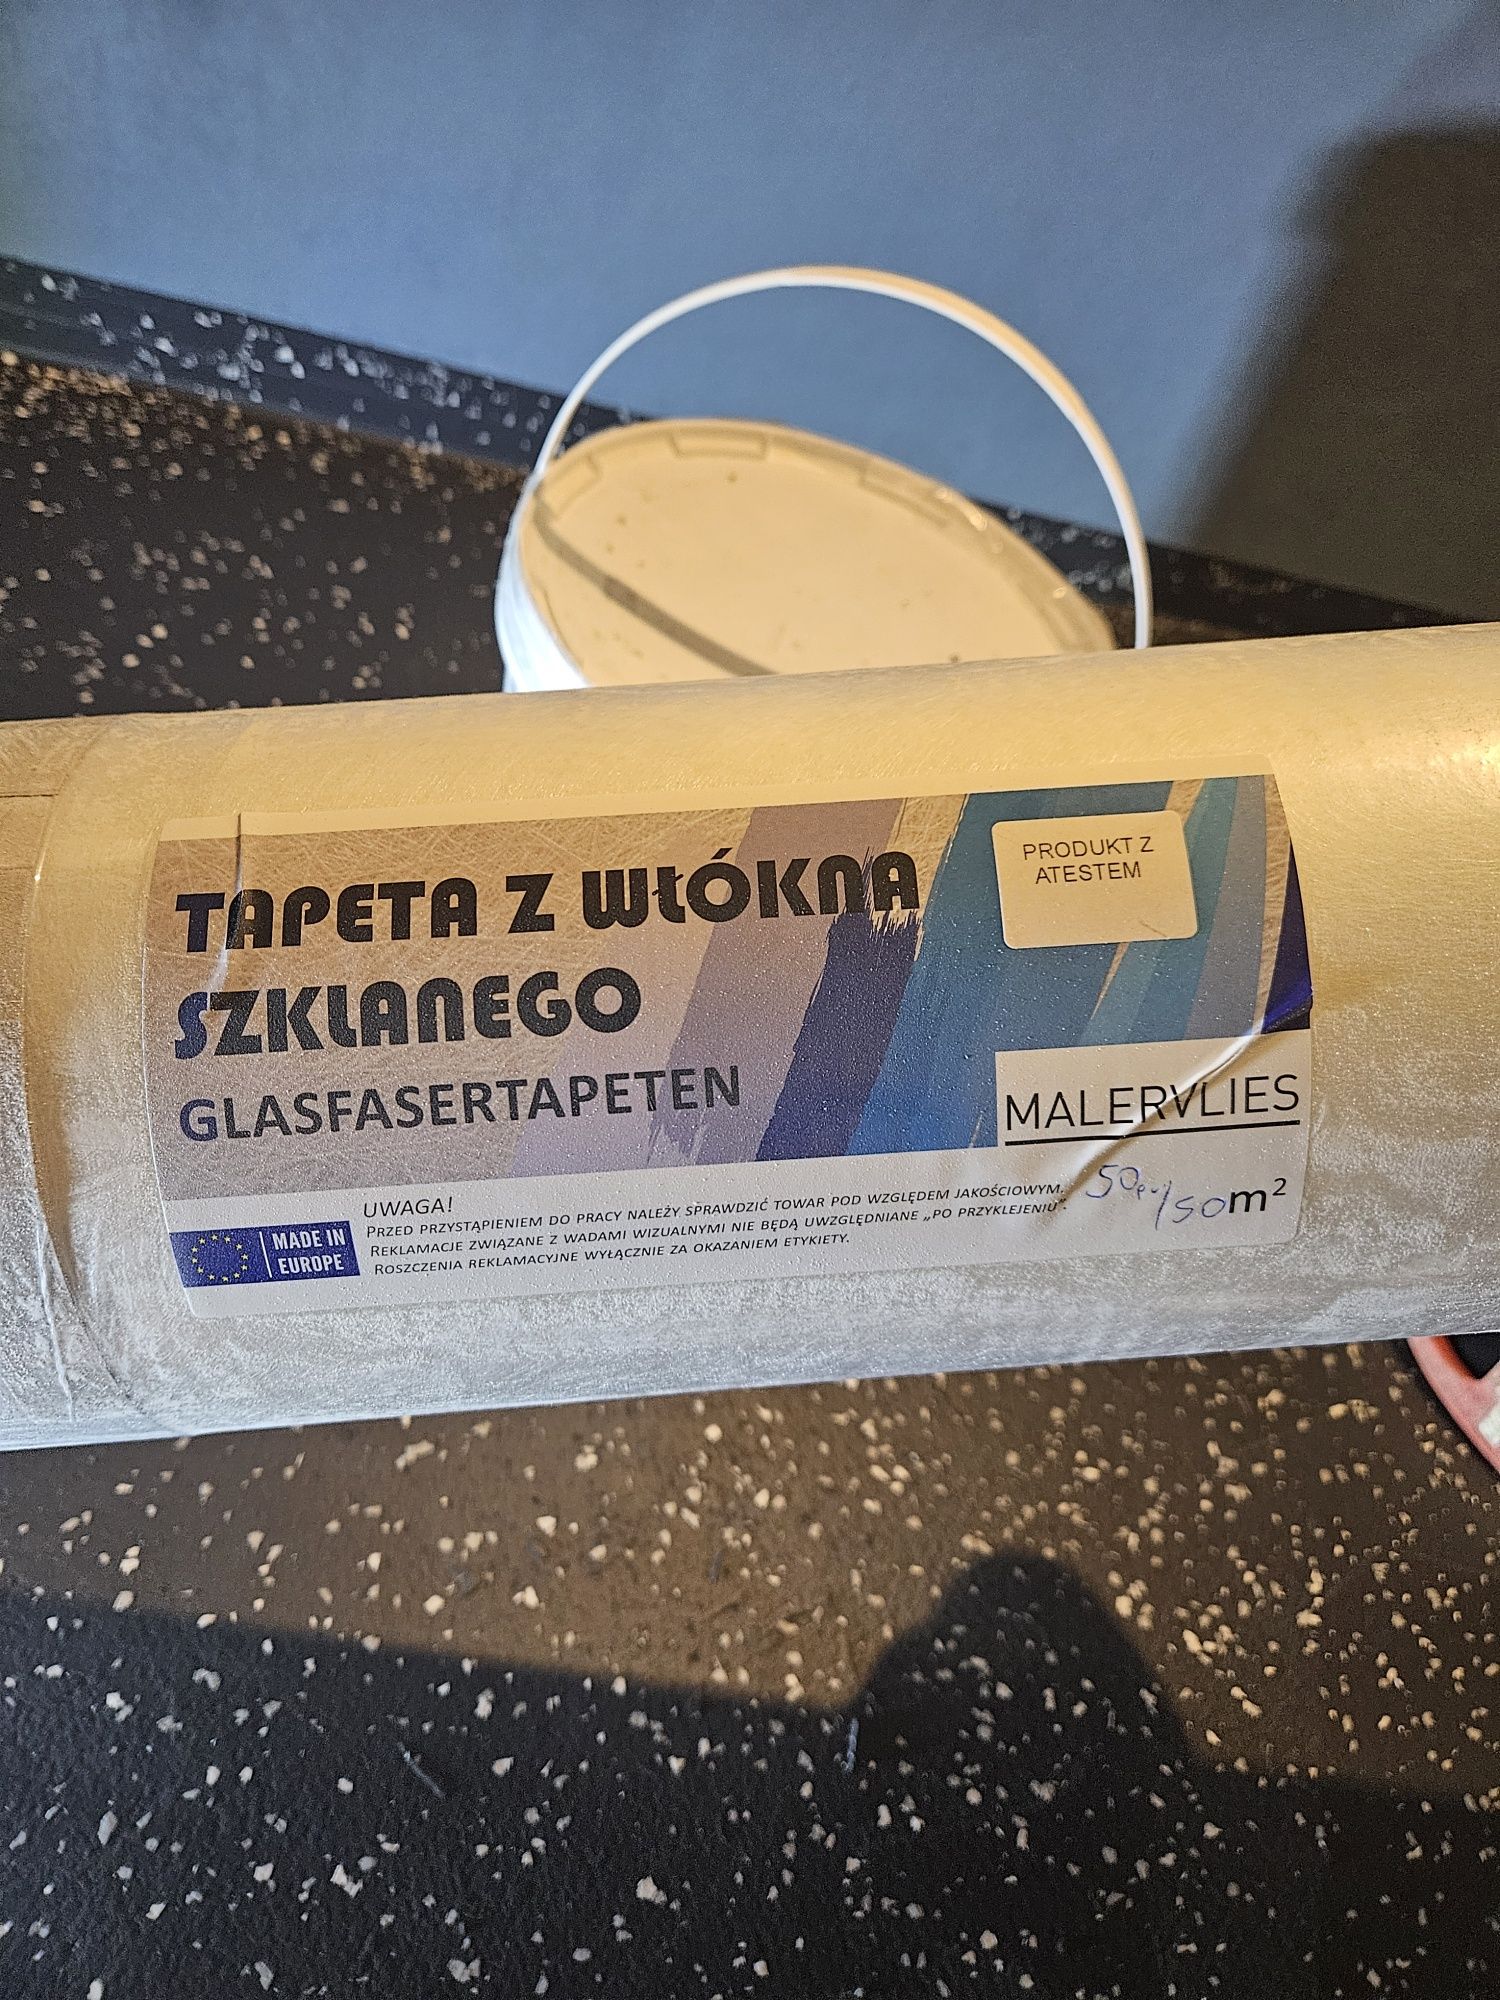 TAPETA Z WŁÓKNA
SZKLANEGO
GLASFASERTAPETEN
PRODUKT Z
ATESTEM
MALERVLIES
50m²
UWAGA!
PRZED PRZYSTĄPIENIEM DO PRACY NALEŻY SPRAWDZIĆ TOWAR POD WZGLĘDEM JAKOŚCIOWYM.
REKLAMACJE ZWIĄZANE Z WADAMI WIZUALNYMI NIE BĘDĄ UWZGLĘDNIANE „PO PRZYKLEJENIU”.
ROSZCZENIA REKLAMACYJNE WYŁĄCZNIE ZA OKAZANIEM ETYKIETY.
MADE IN
EUROPE